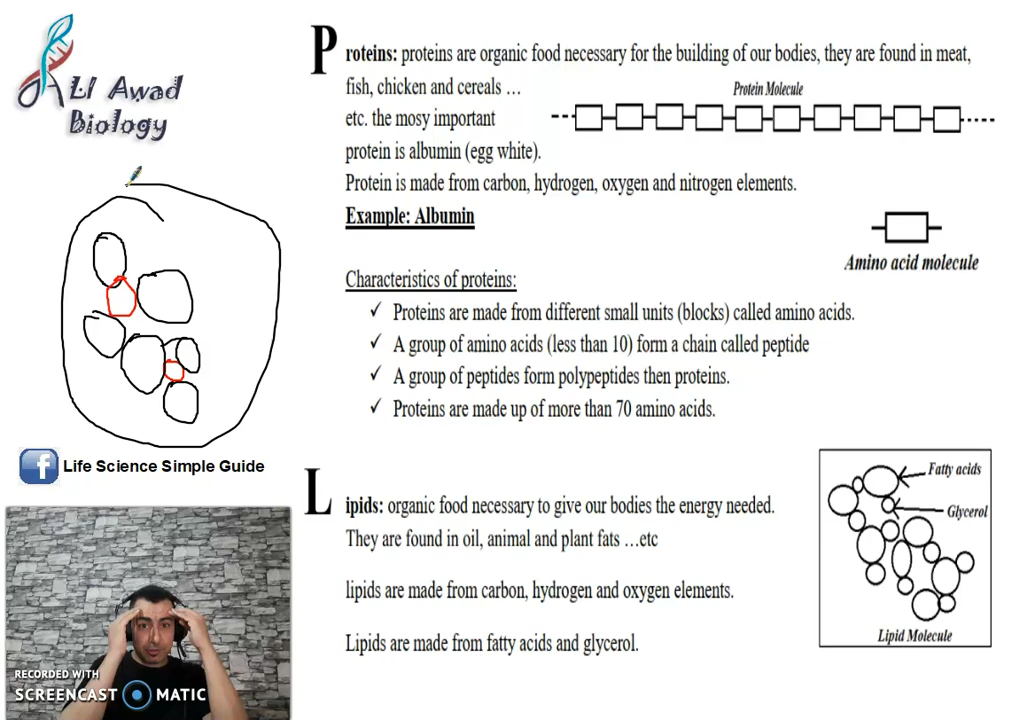 ALI Awad
Biology
Proteins: proteins are organic food necessary for the building of our bodies, they are found in meat,
fish, chicken and cereals …
etc. the mosy important
protein is albumin (egg white).
Protein Molecule
Protein is made from carbon, hydrogen, oxygen and nitrogen elements.
Example: Albumin
Amino acid molecule
Characteristics of proteins:
✓ Proteins are made from different small units (blocks) called amino acids.
✓ A group of amino acids (less than 10) form a chain called peptide
✓ A group of peptides form polypeptides then proteins.
✓ Proteins are made up of more than 70 amino acids.
f Life Science Simple Guide
Lipids: organic food necessary to give our bodies the energy needed.
They are found in oil, animal and plant fats …etc
lipids are made from carbon, hydrogen and oxygen elements.
Lipids are made from fatty acids and glycerol.
Fatty acids
Glycerol
Lipid Molecule
RECORDED WITH
SCREENCAST MATIC